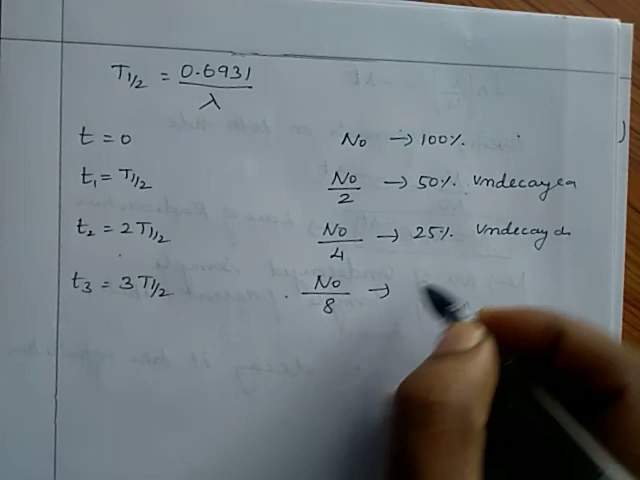 T1/2 = 0.6931/λ
t = 0 No → 100%.
t1 = T1/2 No/2 → 50%. Undecayed
t2 = 2T1/2 No/4 → 25%. Undecayd
t3 = 3T1/2 No/8 →